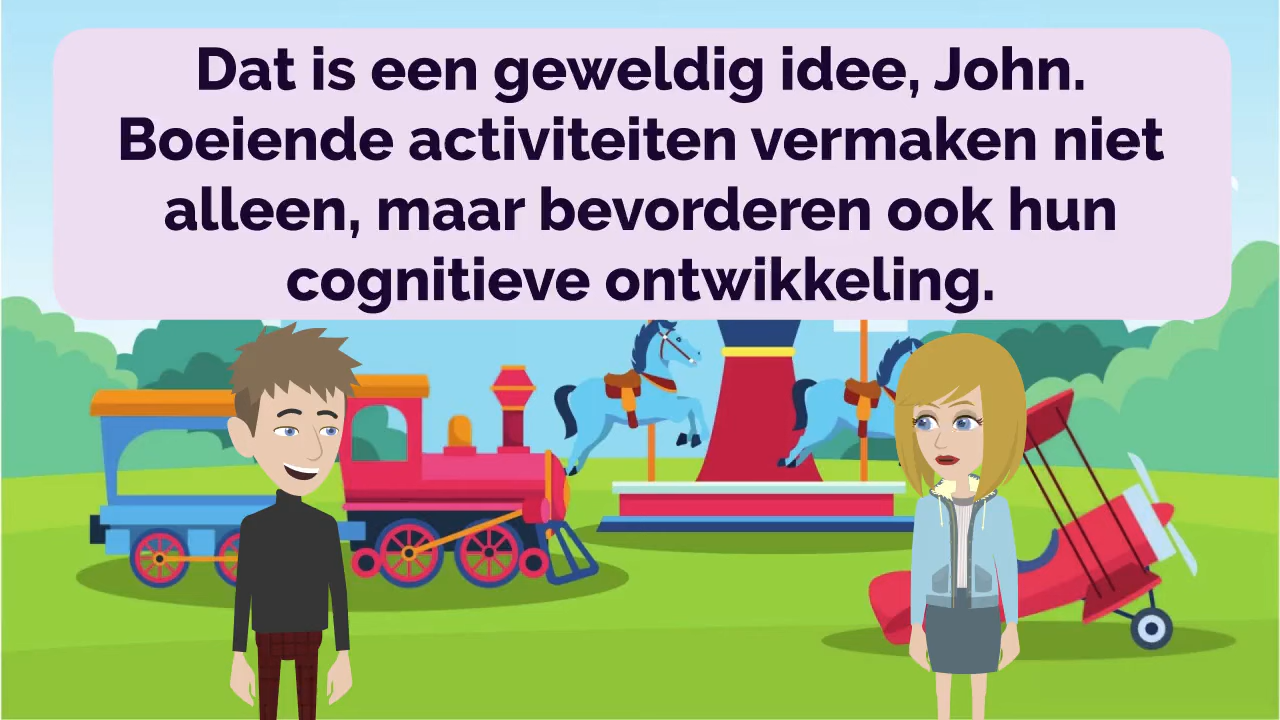 Dat is een geweldig idee, John.
Boeiende activiteiten vermaken niet
alleen, maar bevorderen ook hun
cognitieve ontwikkeling.